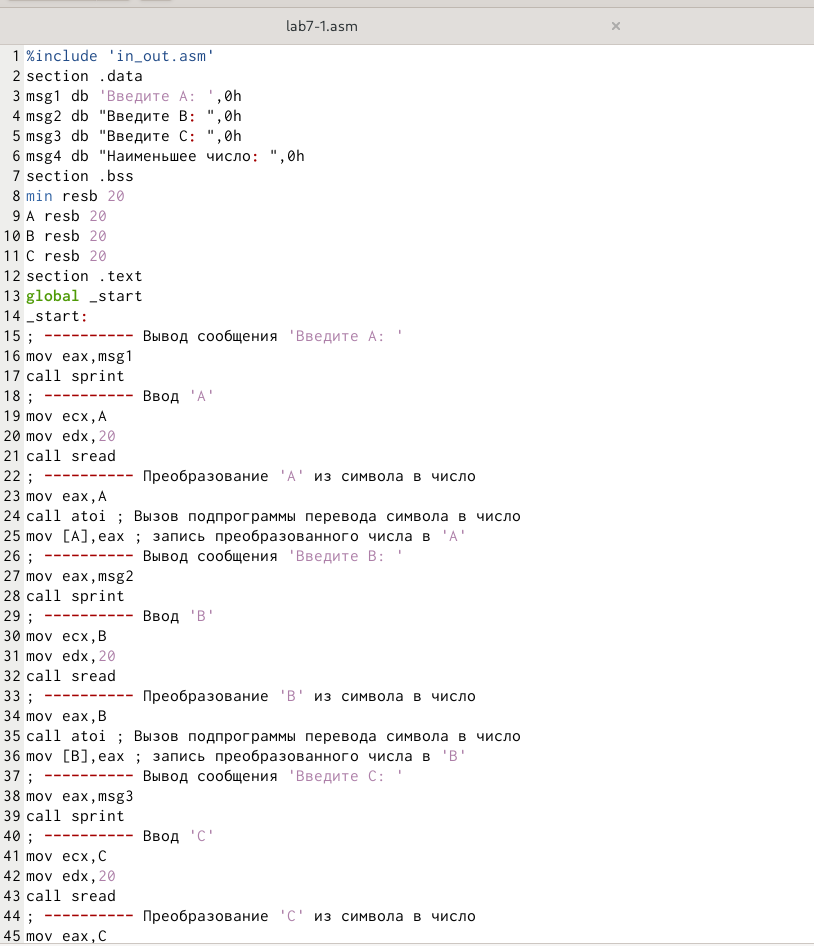 lab7-1.asm ×
1 %include 'in_out.asm'
2 section .data
3 msg1 db 'Введите A: ',0h
4 msg2 db "Введите B: ",0h
5 msg3 db "Введите C: ",0h
6 msg4 db "Наименьшее число: ",0h
7 section .bss
8 min resb 20
9 A resb 20
10 B resb 20
11 C resb 20
12 section .text
13 global _start
14 _start:
15 ; ---------- Вывод сообщения 'Введите A: '
16 mov eax,msg1
17 call sprint
18 ; ---------- Ввод 'A'
19 mov ecx,A
20 mov edx,20
21 call sread
22 ; ---------- Преобразование 'A' из символа в число
23 mov eax,A
24 call atoi ; Вызов подпрограммы перевода символа в число
25 mov [A],eax ; запись преобразованного числа в 'A'
26 ; ---------- Вывод сообщения 'Введите B: '
27 mov eax,msg2
28 call sprint
29 ; ---------- Ввод 'B'
30 mov ecx,B
31 mov edx,20
32 call sread
33 ; ---------- Преобразование 'B' из символа в число
34 mov eax,B
35 call atoi ; Вызов подпрограммы перевода символа в число
36 mov [B],eax ; запись преобразованного числа в 'B'
37 ; ---------- Вывод сообщения 'Введите C: '
38 mov eax,msg3
39 call sprint
40 ; ---------- Ввод 'C'
41 mov ecx,C
42 mov edx,20
43 call sread
44 ; ---------- Преобразование 'C' из символа в число
45 mov eax,C